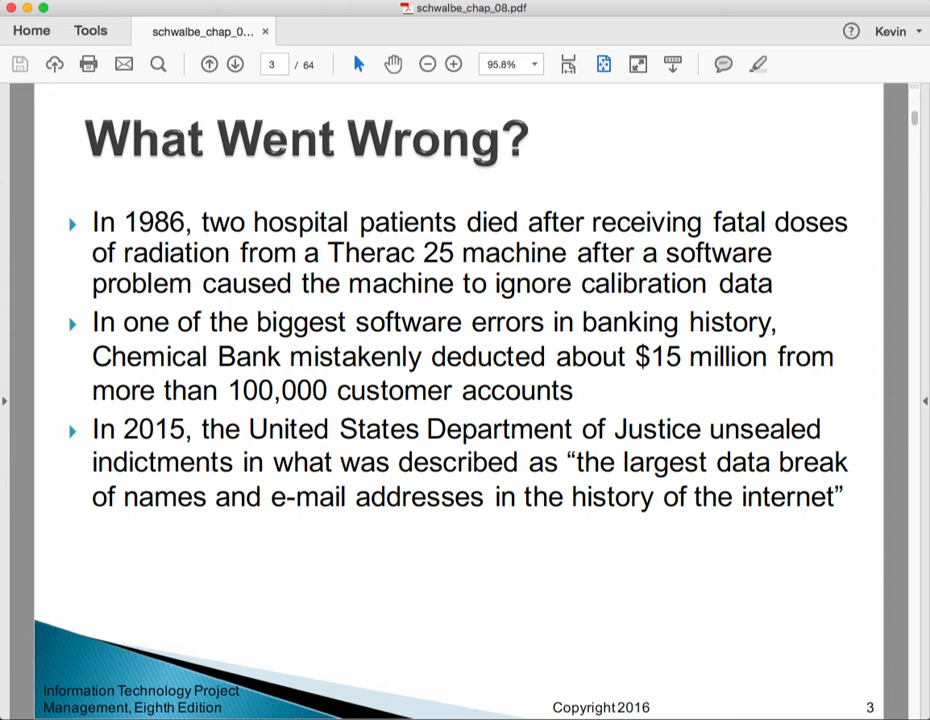 schwalbe_chap_08.pdf
Home Tools schwalbe_chap_0... × ? Kevin
3 / 64 95.8%
What Went Wrong?
In 1986, two hospital patients died after receiving fatal doses
of radiation from a Therac 25 machine after a software
problem caused the machine to ignore calibration data
In one of the biggest software errors in banking history,
Chemical Bank mistakenly deducted about $15 million from
more than 100,000 customer accounts
In 2015, the United States Department of Justice unsealed
indictments in what was described as “the largest data break
of names and e-mail addresses in the history of the internet”
Information Technology Project
Management, Eighth Edition
Copyright 2016
3